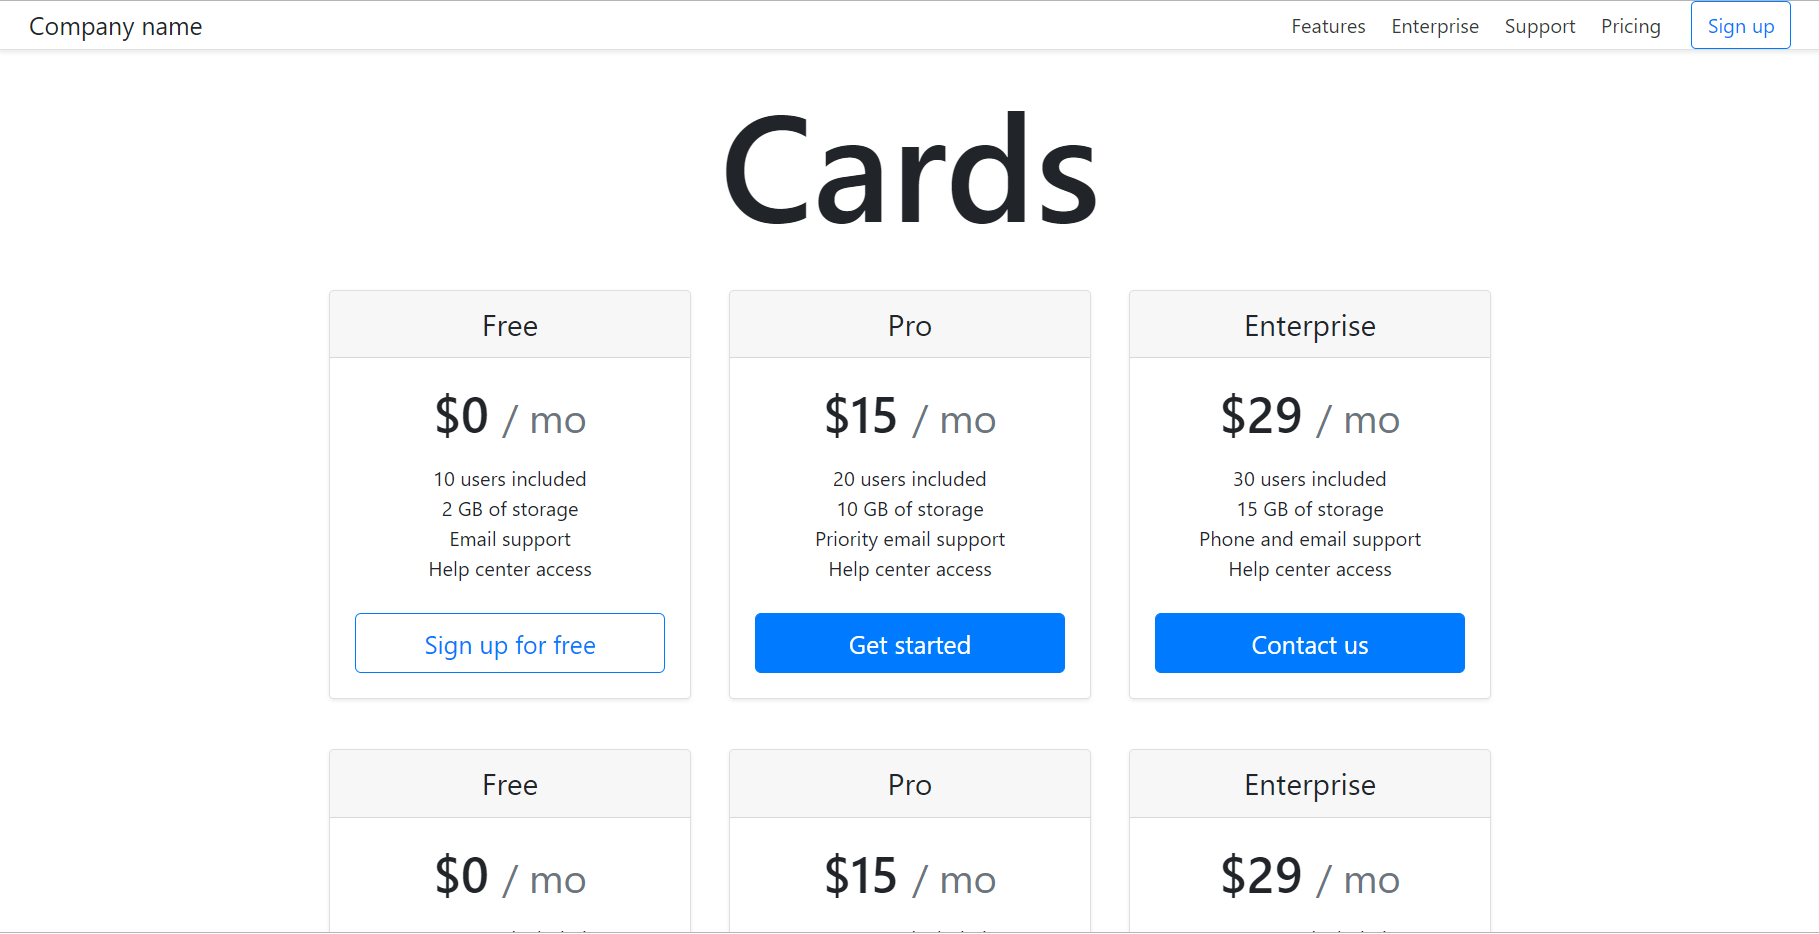 Company name
Features Enterprise Support Pricing Sign up
Cards
Free Pro Enterprise
$0 / mo $15 / mo $29 / mo
10 users included 20 users included 30 users included
2 GB of storage 10 GB of storage 15 GB of storage
Email support Priority email support Phone and email support
Help center access Help center access Help center access
Sign up for free Get started Contact us
Free Pro Enterprise
$0 / mo $15 / mo $29 / mo